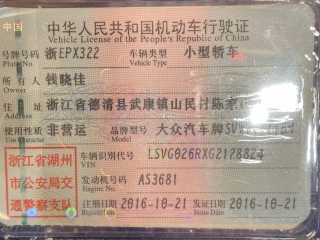 中华人民共和国机动车行驶证
Vehicle License of the People's Republic of China
号牌号码 浙EPX322 车辆类型 小型轿车
Plate No. Vehicle Type
所有人 钱晓佳
Owner
住址 浙江省德清县武康镇山民村陈家
Address
使用性质 非营运 品牌型号 大众汽车牌
浙江省湖州
市公安局交
通警察支队
车辆识别代号 LSVG026RXG2128824
VIN
发动机号码 AS3681
Engine No.
注册日期 2016-10-21 发证日期 2016-10-21
Register Date Issue Date